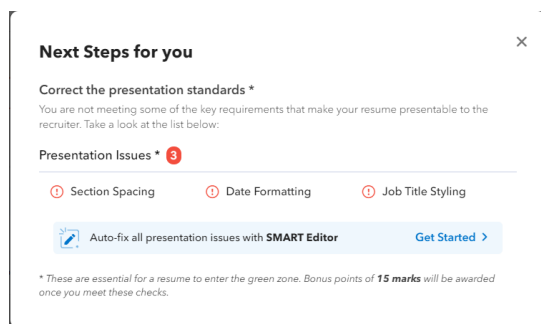 Next Steps for you
Correct the presentation standards *
You are not meeting some of the key requirements that make your resume presentable to the
recruiter. Take a look at the list below:
Presentation Issues * 3
Section Spacing Date Formatting Job Title Styling
Auto-fix all presentation issues with SMART Editor Get Started >
* These are essential for a resume to enter the green zone. Bonus points of 15 marks will be awarded
once you meet these checks.